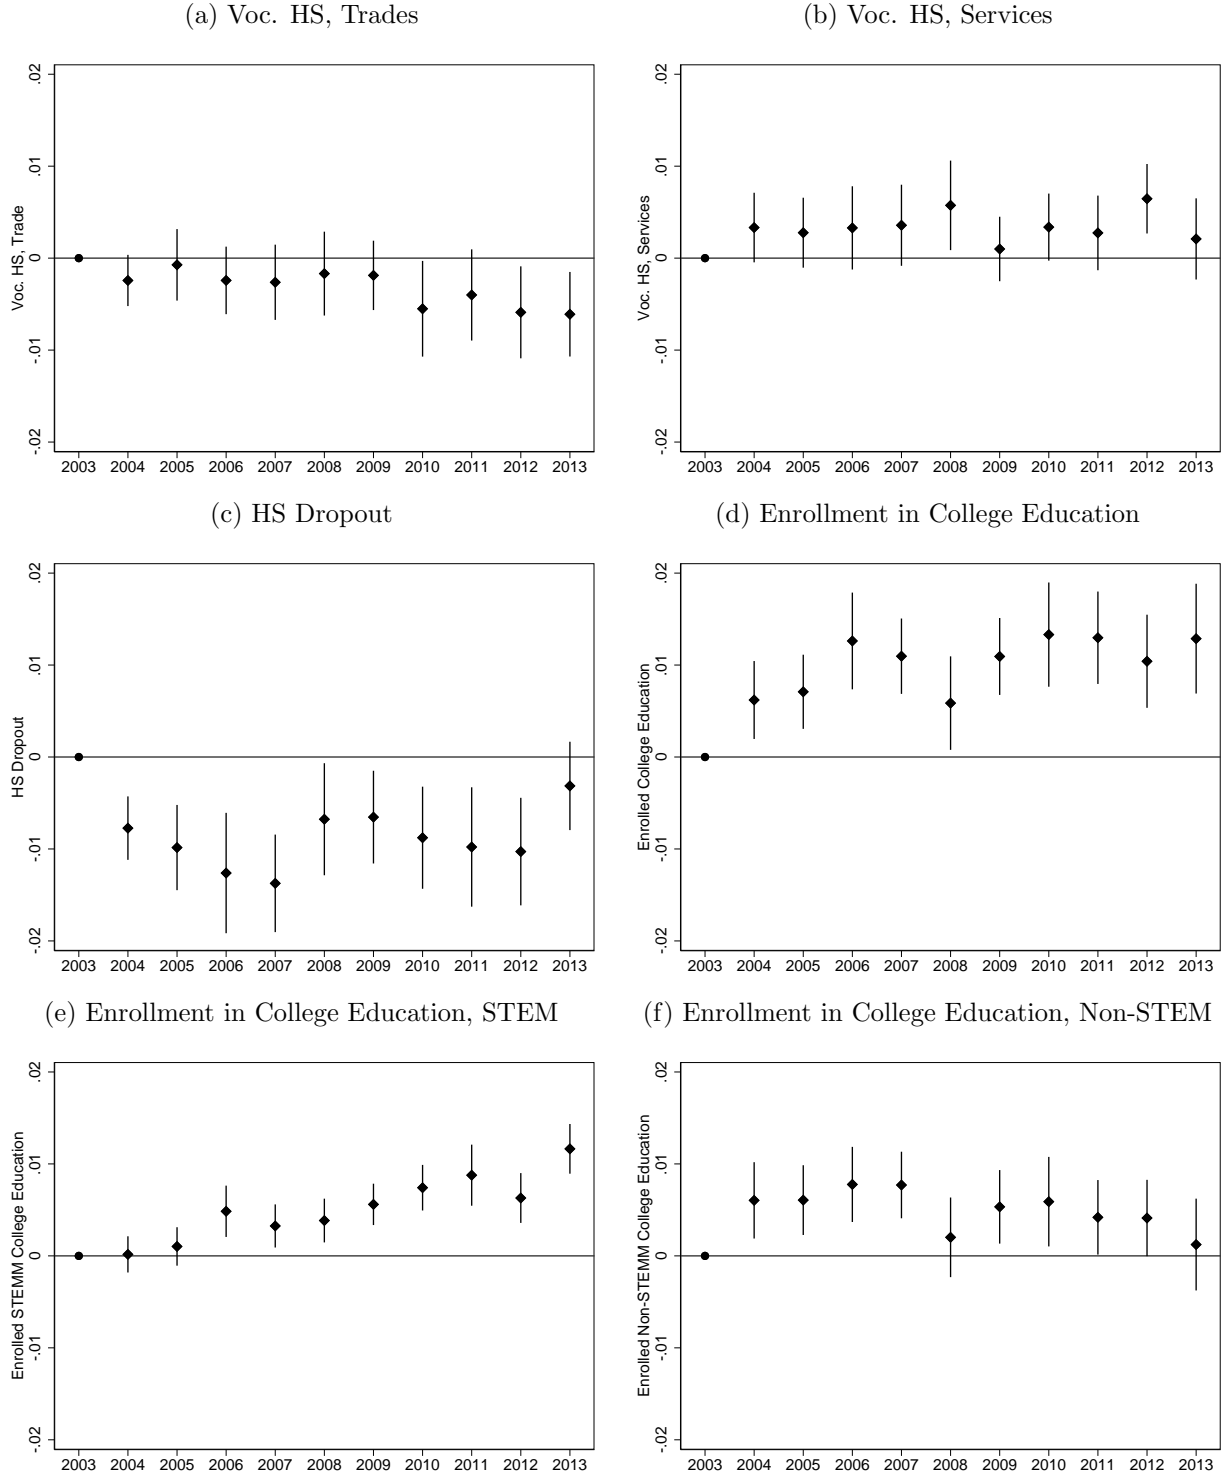 (a) Voc. HS, Trades
Voc. HS, Trade
.02
.01
0
-.01
-.02
2003 2004 2005 2006 2007 2008 2009 2010 2011 2012 2013
(b) Voc. HS, Services
Voc. HS, Services
.02
.01
0
-.01
-.02
2003 2004 2005 2006 2007 2008 2009 2010 2011 2012 2013
(c) HS Dropout
HS Dropout
.02
.01
0
-.01
-.02
2003 2004 2005 2006 2007 2008 2009 2010 2011 2012 2013
(d) Enrollment in College Education
Enrolled College Education
.02
.01
0
-.01
-.02
2003 2004 2005 2006 2007 2008 2009 2010 2011 2012 2013
(e) Enrollment in College Education, STEM
Enrolled STEMM College Education
.02
.01
0
-.01
-.02
2003 2004 2005 2006 2007 2008 2009 2010 2011 2012 2013
(f) Enrollment in College Education, Non-STEM
Enrolled Non-STEMM College Education
.02
.01
0
-.01
-.02
2003 2004 2005 2006 2007 2008 2009 2010 2011 2012 2013